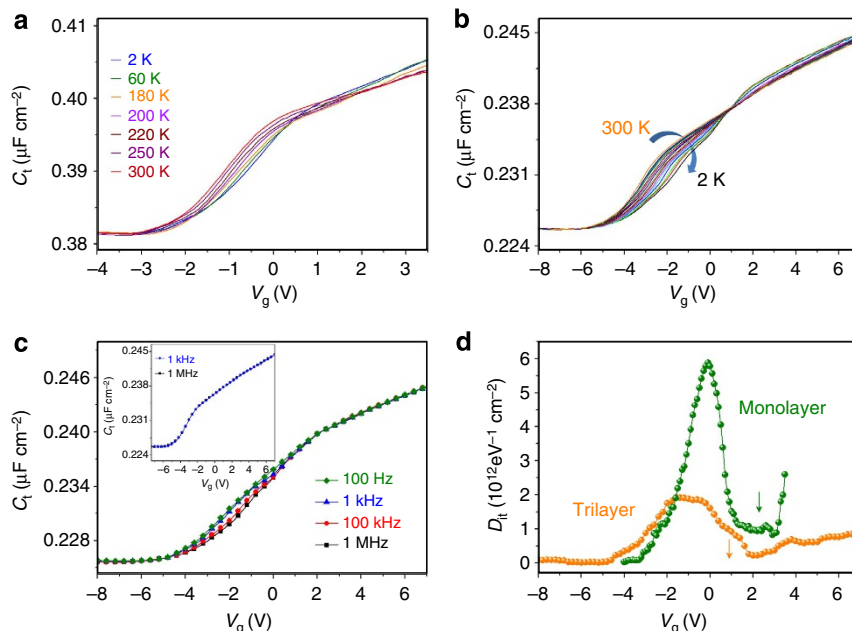 a
0.41
0.40
0.39
0.38
Ct (μF cm−2)
2 K
60 K
180 K
200 K
220 K
250 K
300 K
−4 −3 −2 −1 0 1 2 3
Vg (V)
b
0.245
0.238
0.231
0.224
Ct (μF cm−2)
300 K
2 K
−8 −6 −4 −2 0 2 4 6
Vg (V)
c
0.246
0.240
0.234
0.228
Ct (μF cm−2)
0.245
0.238
0.231
0.224
Ct (μF cm−2)
1 kHz
1 MHz
−6 −4 −2 0 2 4 6
Vg (V)
100 Hz
1 kHz
100 kHz
1 MHz
−8 −6 −4 −2 0 2 4 6
Vg (V)
d
6
5
4
3
2
1
0
Dit (1012eV−1 cm−2)
Monolayer
Trilayer
−8 −6 −4 −2 0 2 4 6
Vg (V)